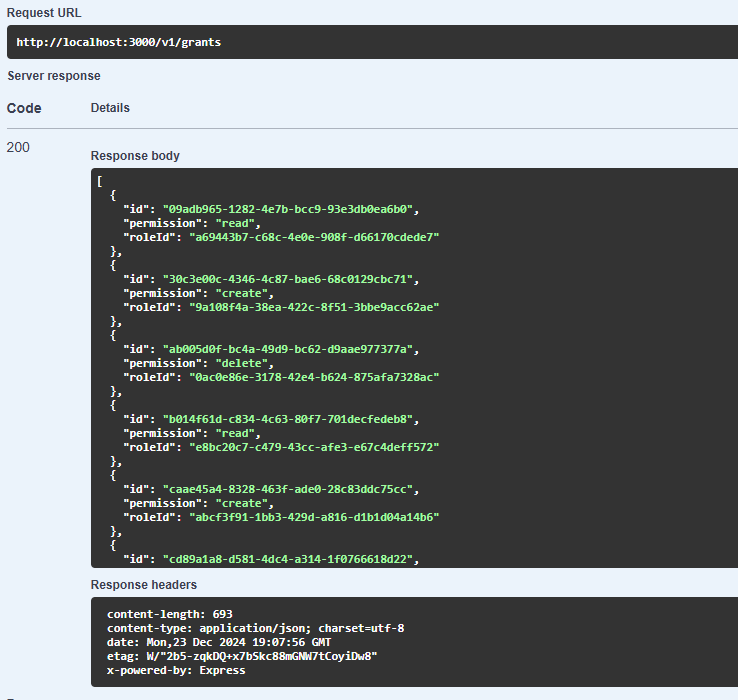 Request URL
http://localhost:3000/v1/grants
Server response
Code Details
200
Response body
[
{
"id": "09adb965-1282-4e7b-bcc9-93e3db0ea6b0",
"permission": "read",
"roleId": "a69443b7-c68c-4e0e-908f-d66170cdede7"
},
{
"id": "30c3e00c-4346-4c87-bae6-68c0129cbc71",
"permission": "create",
"roleId": "9a108f4a-38ea-422c-8f51-3bbe9acc62ae"
},
{
"id": "ab005d0f-bc4a-49d9-bc62-d9aae977377a",
"permission": "delete",
"roleId": "0ac0e86e-3178-42e4-b624-875afa7328ac"
},
{
"id": "b014f61d-c834-4c63-80f7-701decfedeb8",
"permission": "read",
"roleId": "e8bc20c7-c479-43cc-afe3-e67c4deff572"
},
{
"id": "caae45a4-8328-463f-ade0-28c83ddc75cc",
"permission": "create",
"roleId": "abcf3f91-1bb3-429d-a816-d1b1d04a14b6"
},
{
"id": "cd89a1a8-d581-4dc4-a314-1f0766618d22",
Response headers
content-length: 693
content-type: application/json; charset=utf-8
date: Mon,23 Dec 2024 19:07:56 GMT
etag: W/"2b5-zqkDQ+x7bSkc88mGNW7tCoyiDw8"
x-powered-by: Express